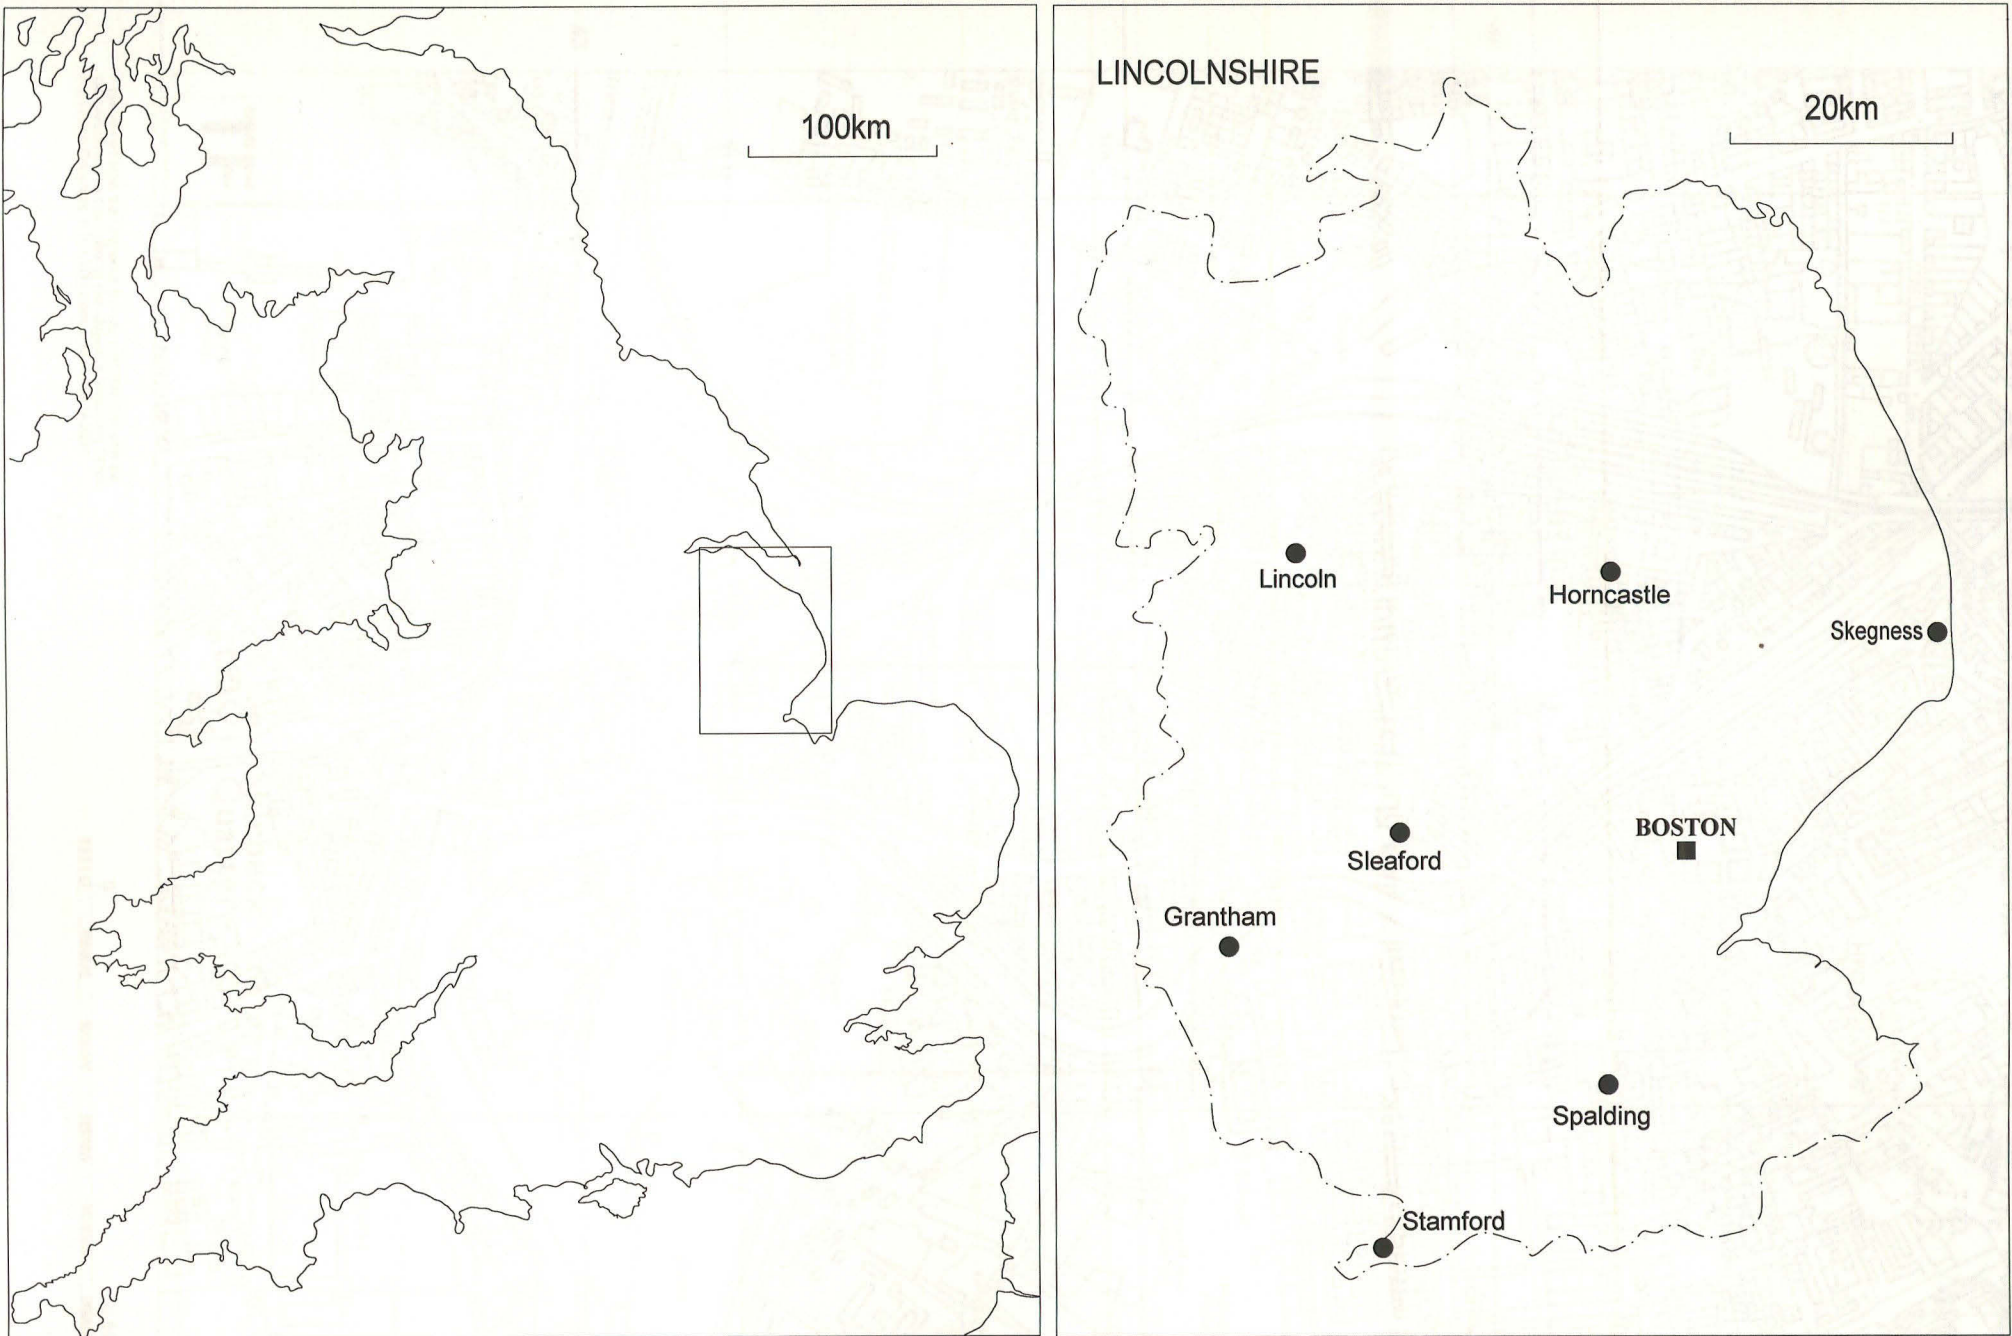 100km
LINCOLNSHIRE
20km
Lincoln
Horncastle
Skegness
BOSTON
Sleaford
Grantham
Spalding
Stamford